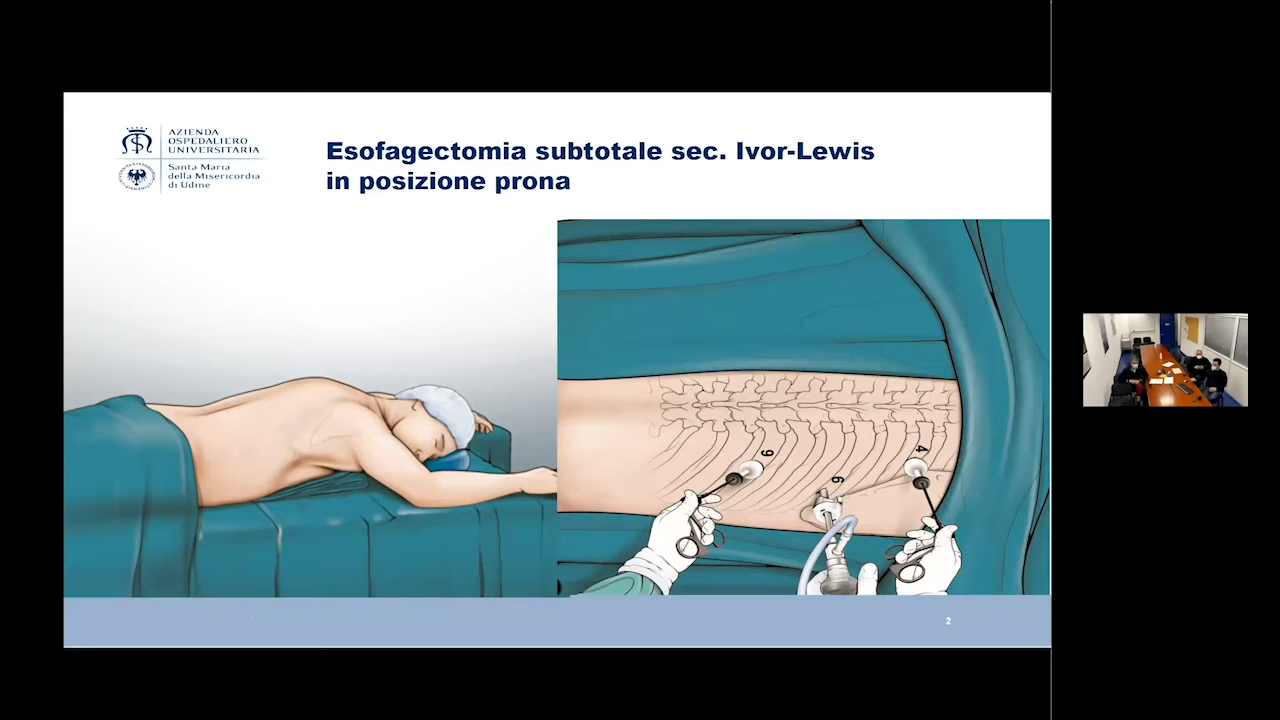 AZIENDA
OSPEDALIERO
UNIVERSITARIA
Santa Maria
della Misericordia
di Udine
Esofagectomia subtotale sec. Ivor-Lewis
in posizione prona
9
6
4
2